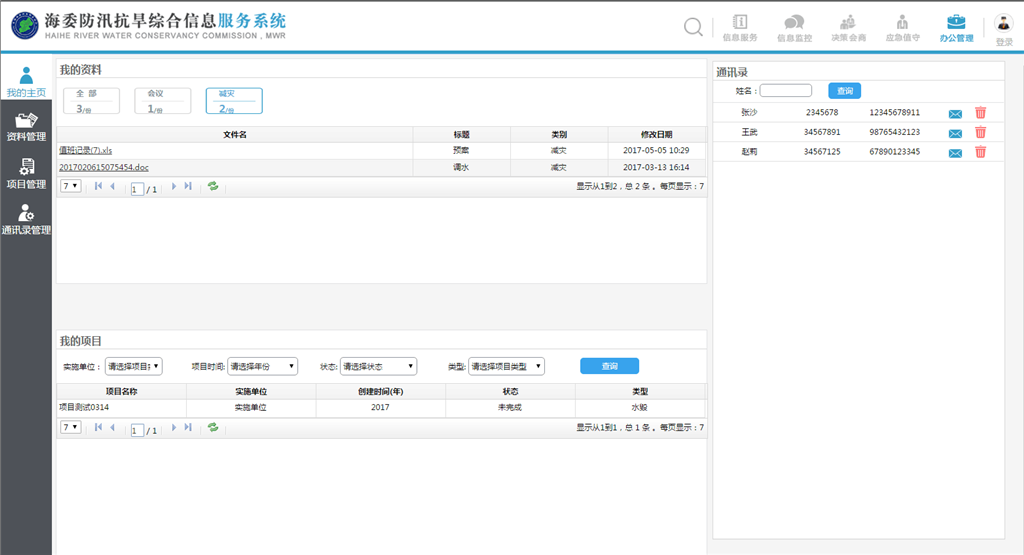 海委防汛抗旱综合信息服务系统
HAIHE RIVER WATER CONSERVANCY COMMISSION , MWR
信息服务 信息监控 决策会商 应急值守 办公管理 登录
我的主页
资料管理
项目管理
通讯录管理
我的资料
全 部 会议 减灾
3/份 1/份 2/份
文件名 标题 类别 修改日期
值班记录(7).xls 预案 减灾 2017-05-05 10:29
2017020615075454.doc 调水 减灾 2017-03-13 16:14
7 1 / 1 显示从1到2，总 2 条 。每页显示：7
我的项目
实施单位： 请选择项目 项目时间: 请选择年份 状态: 请选择状态 类型: 请选择项目类型 查询
项目名称 实施单位 创建时间(年) 状态 类型
项目测试0314 实施单位 2017 未完成 水毁
7 1 / 1 显示从1到1，总 1 条 。每页显示：7
通讯录
姓名： 查询
张沙 2345678 12345678911
王武 34567891 98765432123
赵莉 34567125 67890123345